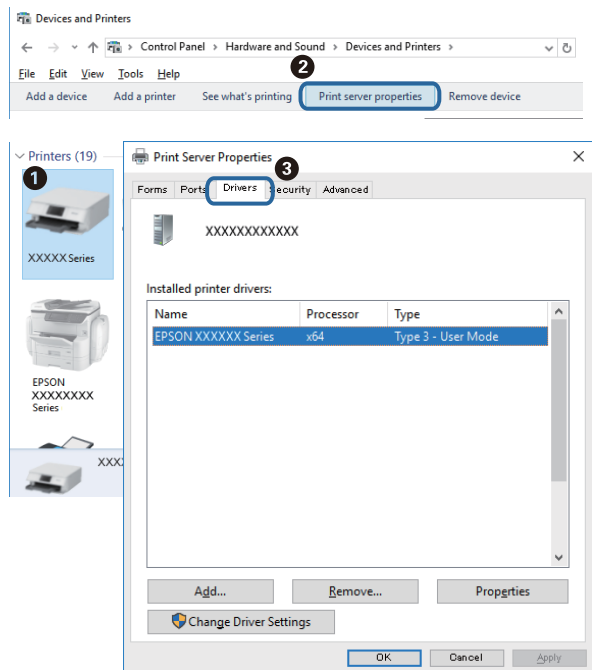 Devices and Printers
Control Panel > Hardware and Sound > Devices and Printers >
2
File Edit View Tools Help
Add a device Add a printer See what's printing Print server properties Remove device
Printers (19)
1
XXXXX Series
EPSON
XXXXXXXX
Series
XXX
Print Server Properties
3
Forms Ports Drivers Security Advanced
XXXXXXXXXXXX
Installed printer drivers:
Name Processor Type
EPSON XXXXXX Series x64 Type 3 - User Mode
Add... Remove... Properties
Change Driver Settings
OK Cancel Apply